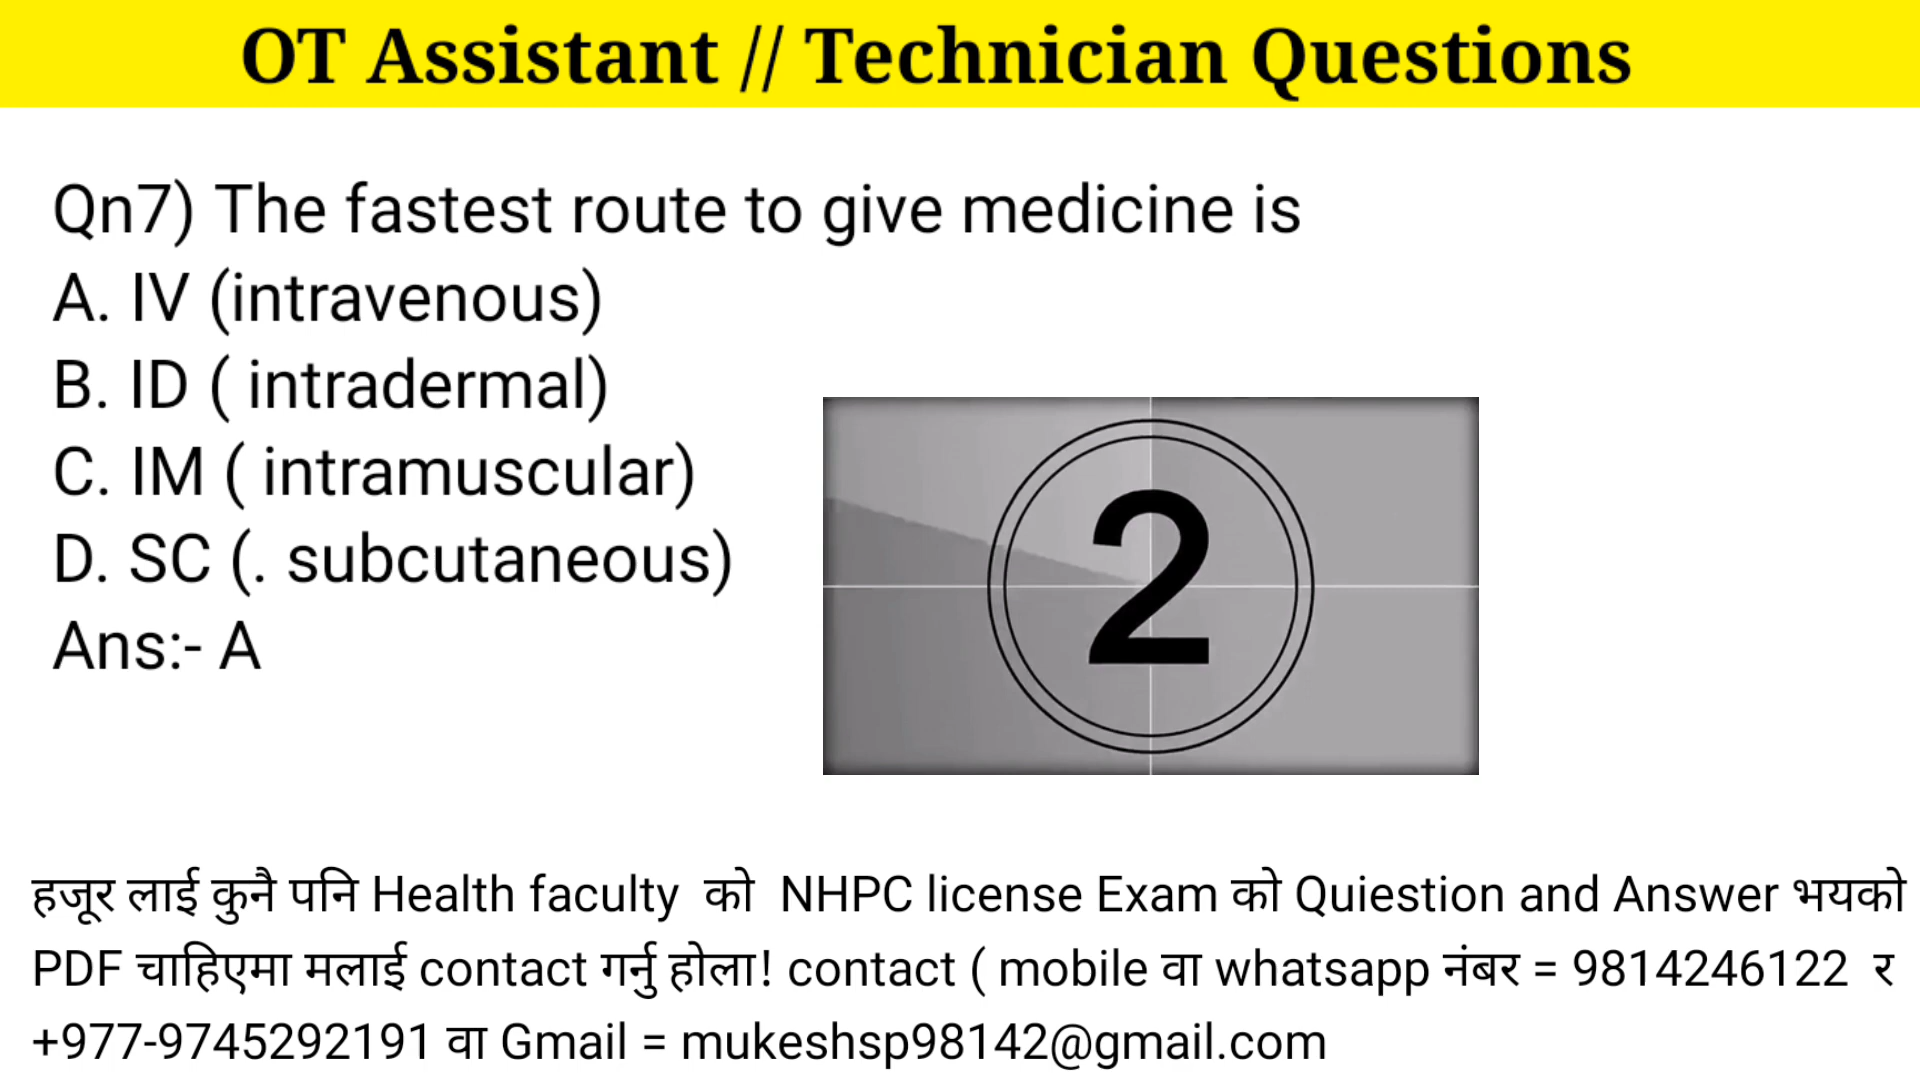 OT Assistant // Technician Questions
Qn7) The fastest route to give medicine is
A. IV (intravenous)
B. ID ( intradermal)
C. IM ( intramuscular)
D. SC (. subcutaneous)
Ans:- A
2
हजूर लाई कुनै पनि Health faculty को NHPC license Exam को Quiestion and Answer भयको
PDF चाहिएमा मलाई contact गर्नु होला! contact ( mobile वा whatsapp नंबर = 9814246122 र
+977-9745292191 वा Gmail = mukeshsp98142@gmail.com